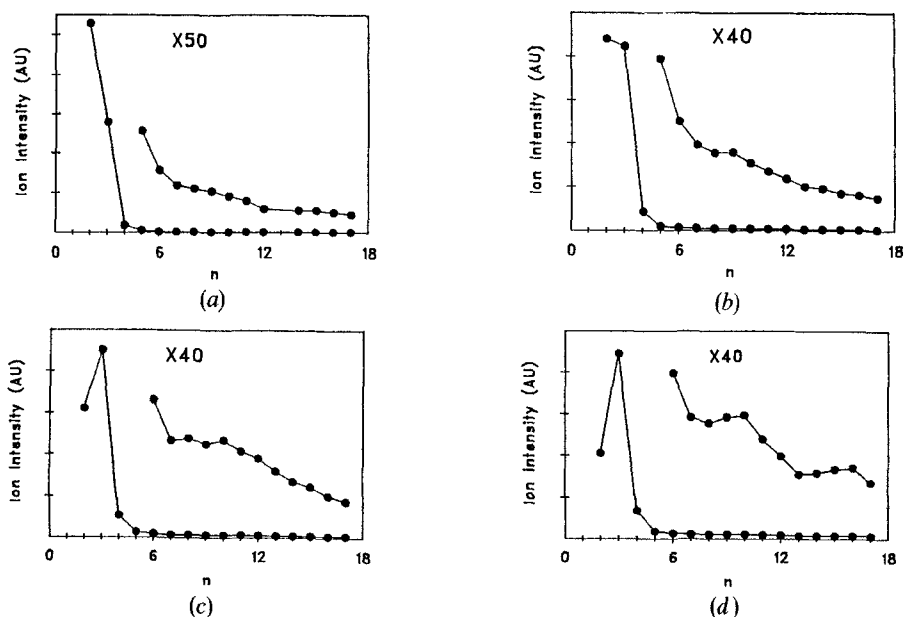 X50
Ion Intensity (AU)
0 6 12 18
n
(a)
X40
Ion Intensity (AU)
0 6 12 18
n
(b)
X40
Ion Intensity (AU)
0 6 12 18
n
(c)
X40
Ion Intensity (AU)
0 6 12 18
n
(d)